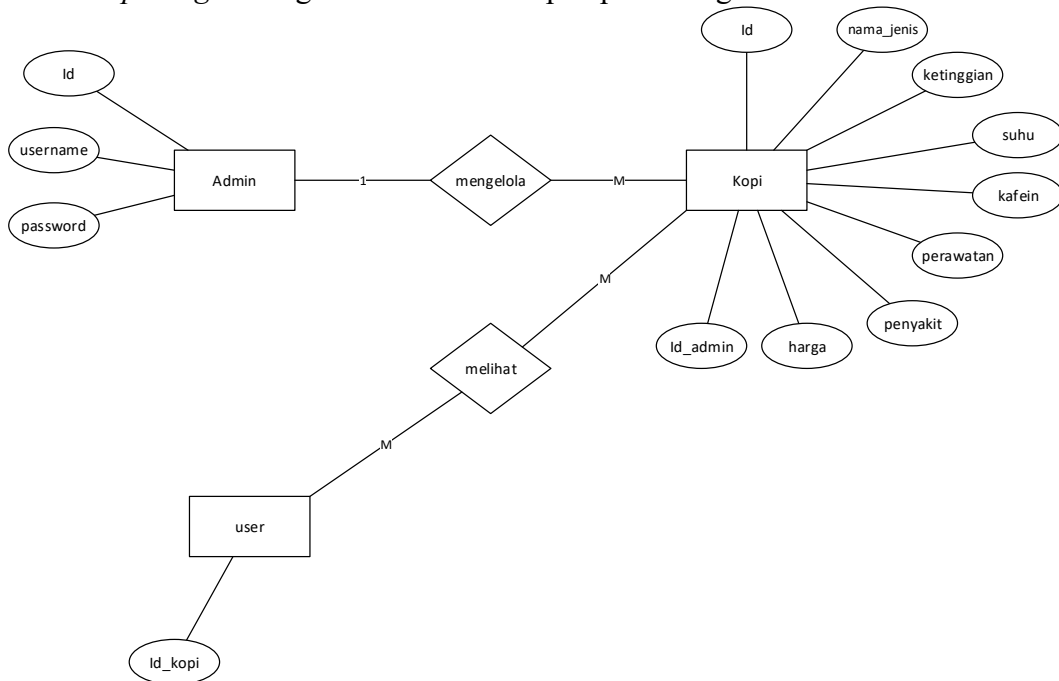 Id
nama_jenis
Id
ketinggian
username
suhu
Admin
1
mengelola
M
Kopi
kafein
password
perawatan
M
penyakit
Id_admin
harga
melihat
M
user
Id_kopi